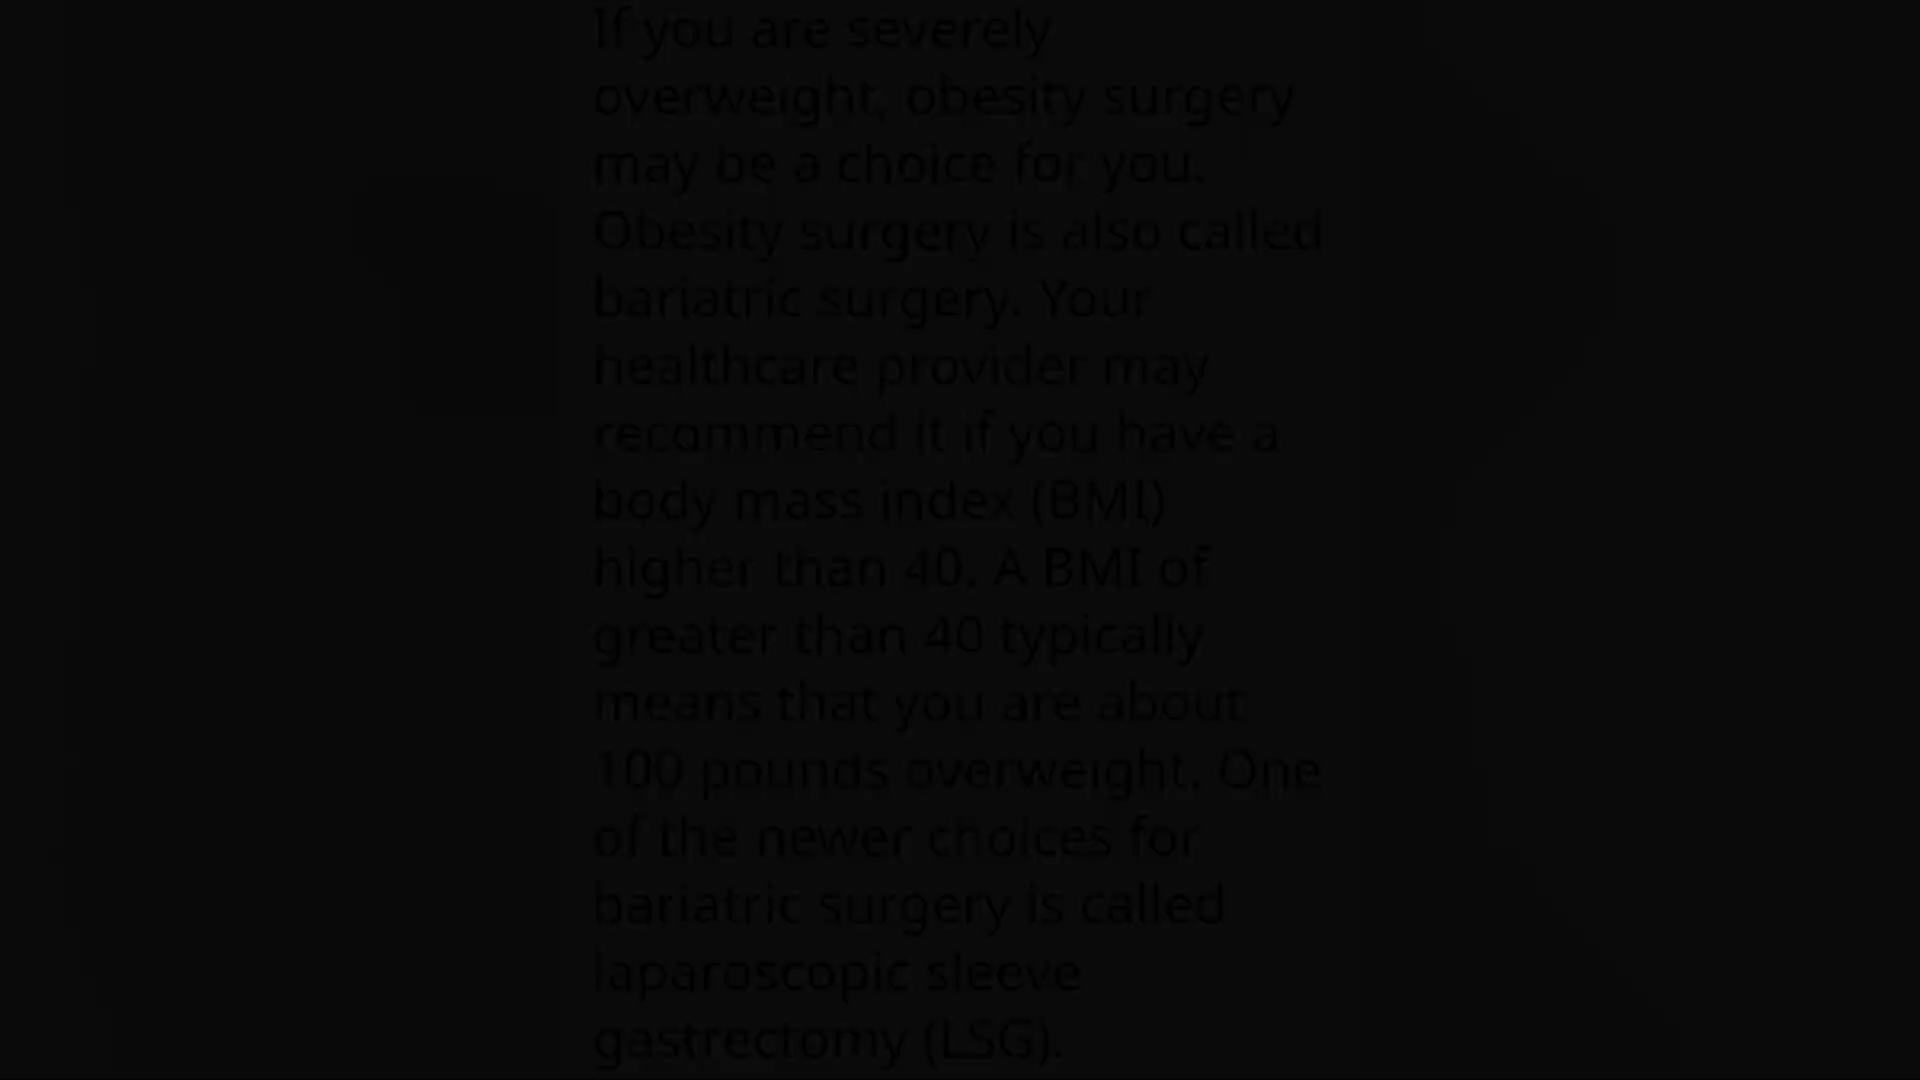 If you are severely
overweight, obesity surgery
may be a choice for you.
Obesity surgery is also called
bariatric surgery. Your
healthcare provider may
recommend it if you have a
body mass index (BMI)
higher than 40. A BMI of
greater than 40 typically
means that you are about
100 pounds overweight. One
of the newer choices for
bariatric surgery is called
laparoscopic sleeve
gastrectomy (LSG).